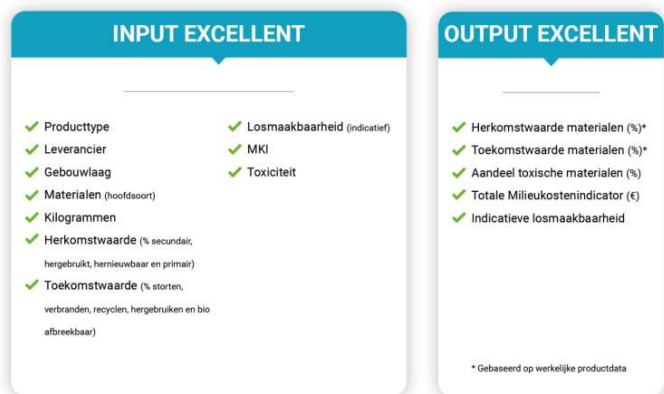 INPUT EXCELLENT
Producttype
Leverancier
Gebouwlaag
Materialen (hoofdsoort)
Kilogrammen
Herkomstwaarde (% secundair,
hergebruikt, hernieuwbaar en primair)
Toekomstwaarde (% storten,
verbranden, recyclen, hergebruiken en bio
afbreekbaar)
Losmaakbaarheid (indicatief)
MKI
Toxiciteit
OUTPUT EXCELLENT
Herkomstwaarde materialen (%)*
Toekomstwaarde materialen (%)*
Aandeel toxische materialen (%)
Totale Milieukostenindicator (€)
Indicatieve losmaakbaarheid
* Gebaseerd op werkelijke productdata